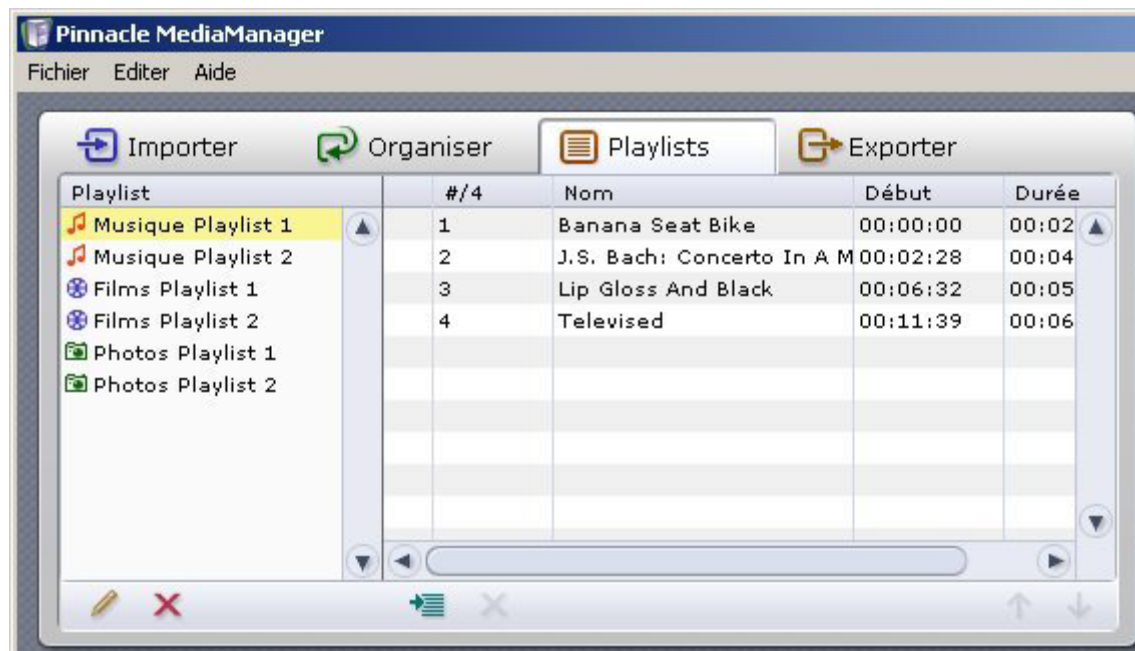 Pinnacle MediaManager
Fichier Editer Aide
Importer Organiser Playlists Exporter
Playlist #/4 Nom Début Durée
Musique Playlist 1 1 Banana Seat Bike 00:00:00 00:02
Musique Playlist 2 2 J.S. Bach: Concerto In A M 00:02:28 00:04
Films Playlist 1 3 Lip Gloss And Black 00:06:32 00:05
Films Playlist 2 4 Televised 00:11:39 00:06
Photos Playlist 1
Photos Playlist 2